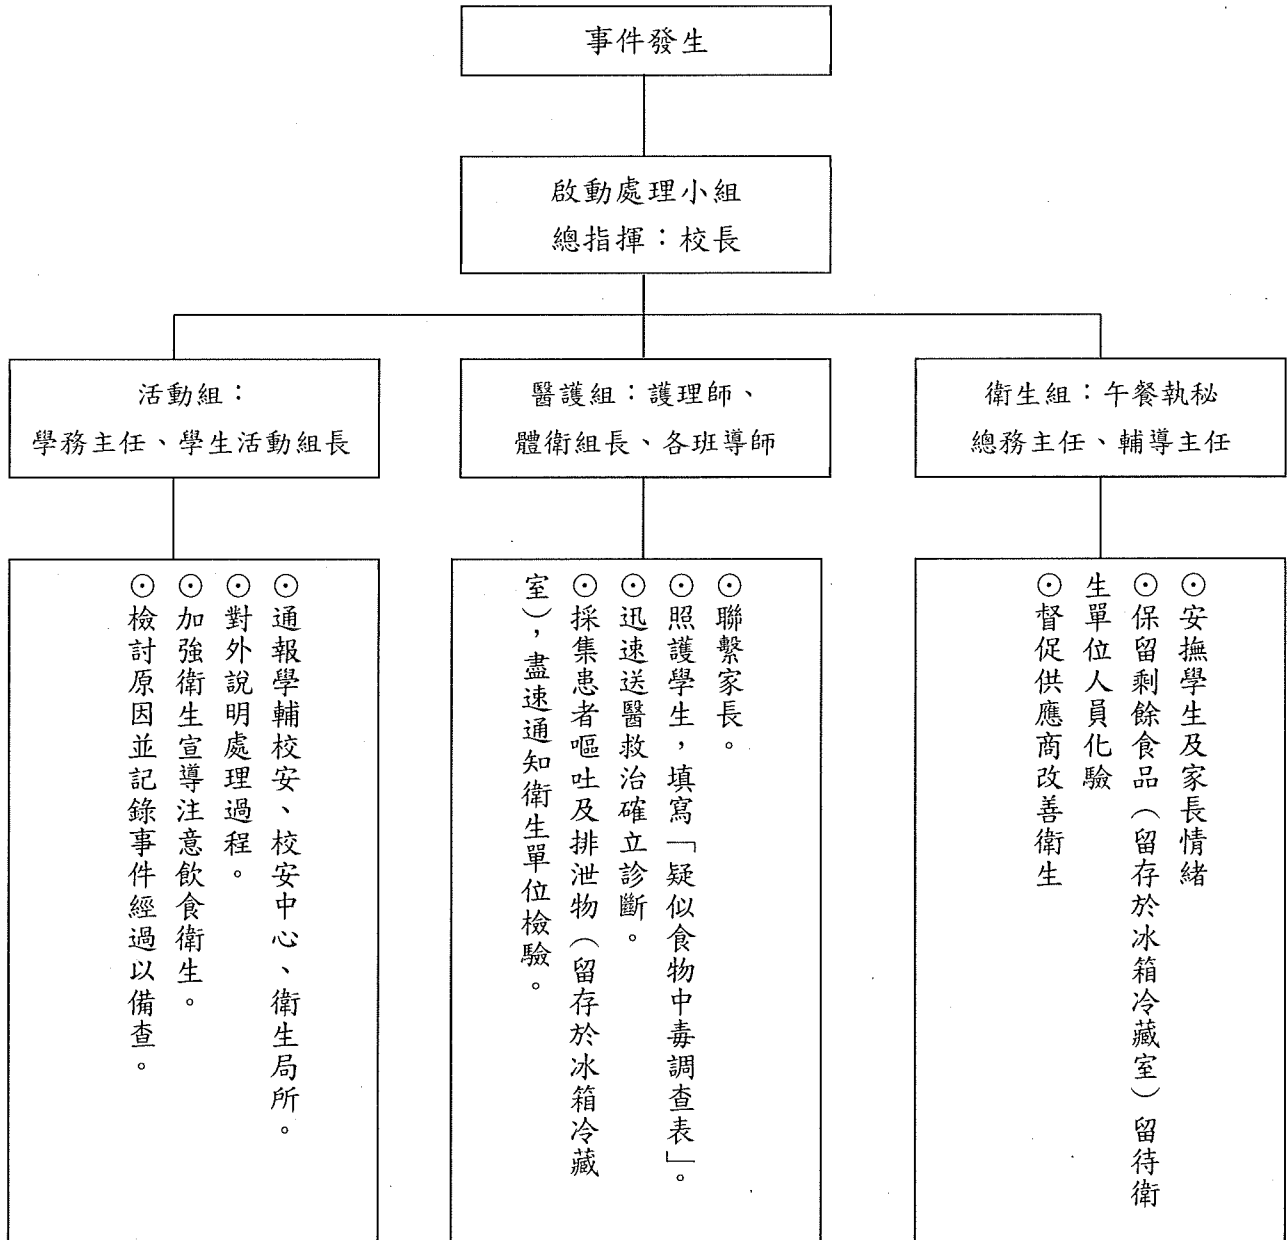 事件發生
啟動處理小組
總指揮：校長
活動組：
學務主任、學生活動組長
醫護組：護理師、
體衛組長、各班導師
衛生組：午餐執秘
總務主任、輔導主任
⊙通報學輔校安、校安中心、衛生局所。
⊙對外說明處理過程。
⊙加強衛生宣導注意飲食衛生。
⊙檢討原因並記錄事件經過以備查。
⊙聯繫家長。
⊙照護學生，填寫「疑似食物中毒調查表」。
⊙迅速送醫救治確立診斷。
⊙採集患者嘔吐及排泄物（留存於冰箱冷藏
室），盡速通知衛生單位檢驗。
⊙安撫學生及家長情緒
⊙保留剩餘食品（留存於冰箱冷藏室）留待衛
生單位人員化驗
⊙督促供應商改善衛生